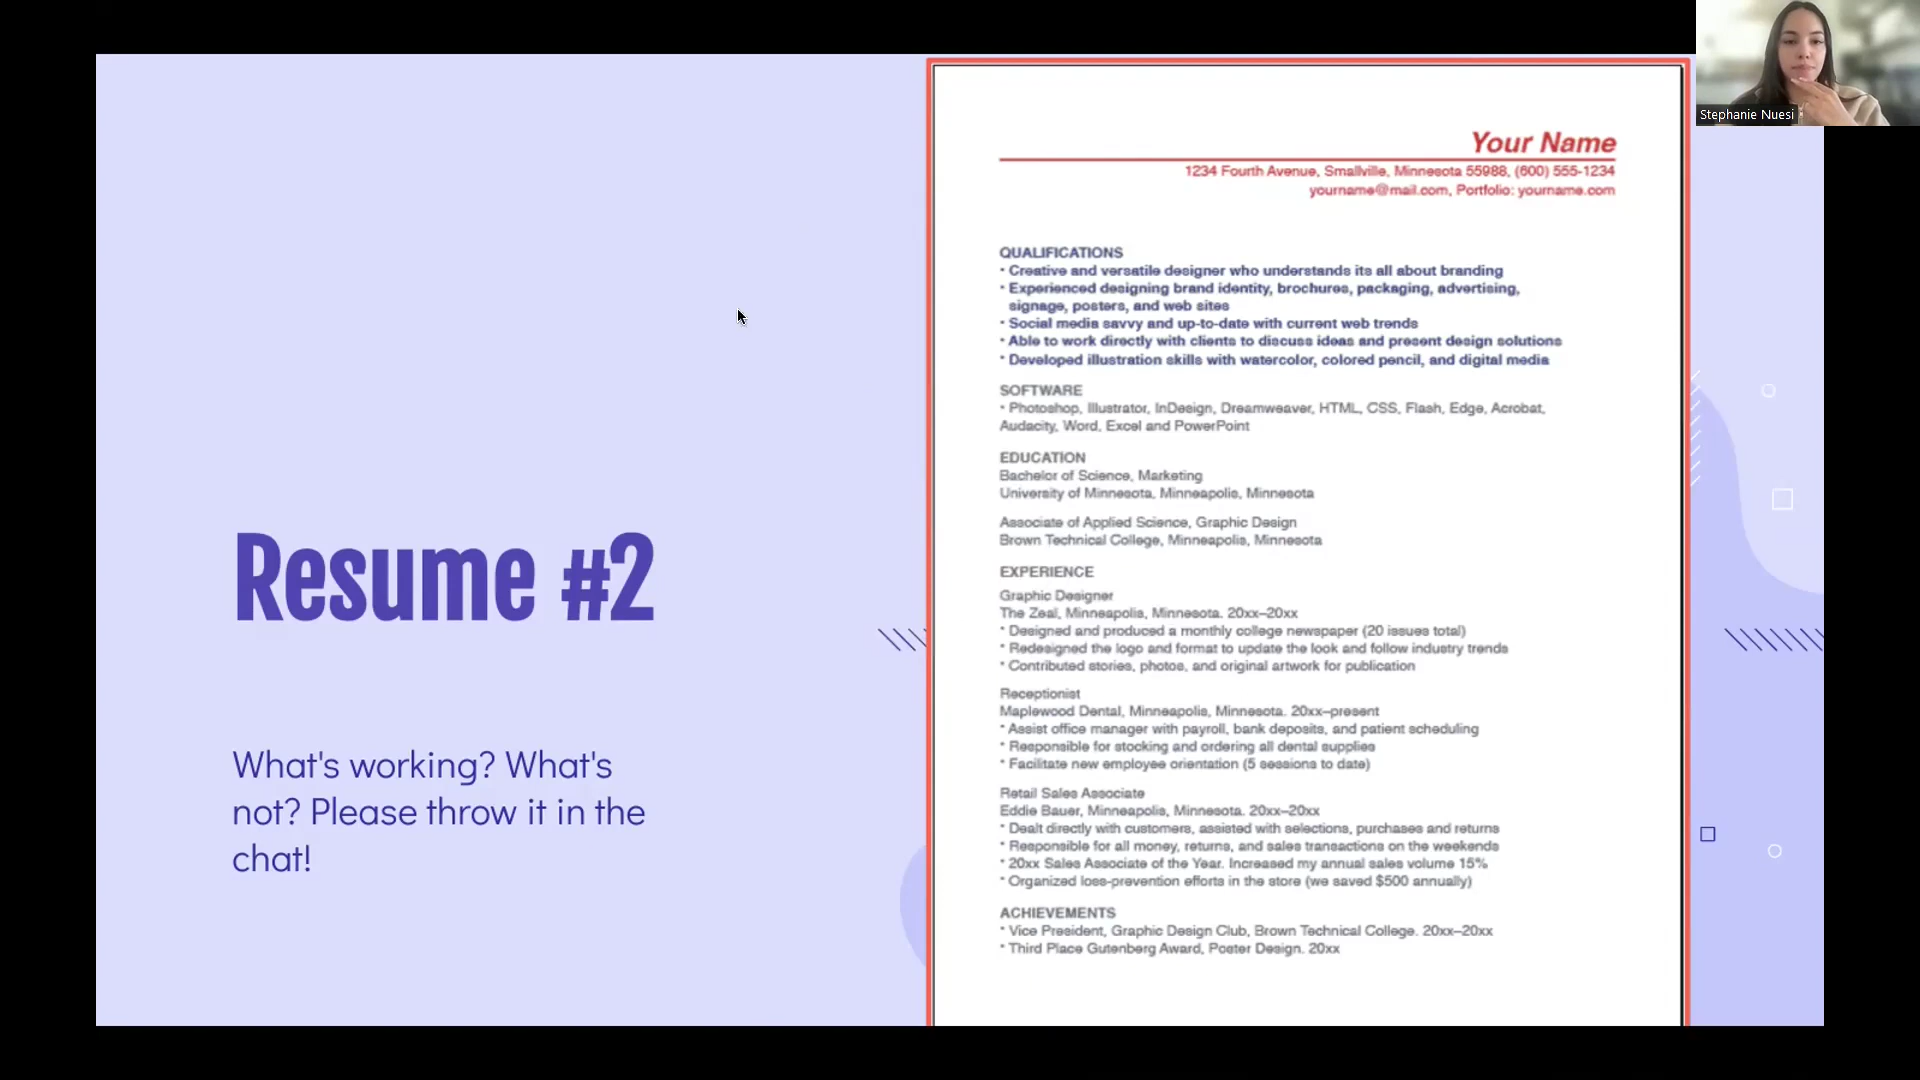 Stephanie Nuesi
Resume #2
What's working? What's
not? Please throw it in the
chat!
Your Name
1234 Fourth Avenue, Smallville, Minnesota 55988, (600) 555-1234
yourname@mail.com, Portfolio: yourname.com
QUALIFICATIONS
• Creative and versatile designer who understands its all about branding
• Experienced designing brand identity, brochures, packaging, advertising,
signage, posters, and web sites
• Social media savvy and up-to-date with current web trends
• Able to work directly with clients to discuss ideas and present design solutions
• Developed illustration skills with watercolor, colored pencil, and digital media
SOFTWARE
• Photoshop, Illustrator, InDesign, Dreamweaver, HTML, CSS, Flash, Edge, Acrobat,
Audacity, Word, Excel and PowerPoint
EDUCATION
Bachelor of Science, Marketing
University of Minnesota, Minneapolis, Minnesota
Associate of Applied Science, Graphic Design
Brown Technical College, Minneapolis, Minnesota
EXPERIENCE
Graphic Designer
The Zeal, Minneapolis, Minnesota. 20xx–20xx
* Designed and produced a monthly college newspaper (20 issues total)
* Redesigned the logo and format to update the look and follow industry trends
* Contributed stories, photos, and original artwork for publication
Receptionist
Maplewood Dental, Minneapolis, Minnesota. 20xx–present
* Assist office manager with payroll, bank deposits, and patient scheduling
* Responsible for stocking and ordering all dental supplies
* Facilitate new employee orientation (5 sessions to date)
Retail Sales Associate
Eddie Bauer, Minneapolis, Minnesota. 20xx–20xx
* Dealt directly with customers, assisted with selections, purchases and returns
* Responsible for all money, returns, and sales transactions on the weekends
* 20xx Sales Associate of the Year. Increased my annual sales volume 15%
* Organized loss-prevention efforts in the store (we saved $500 annually)
ACHIEVEMENTS
* Vice President, Graphic Design Club, Brown Technical College. 20xx–20xx
* Third Place Gutenberg Award, Poster Design. 20xx